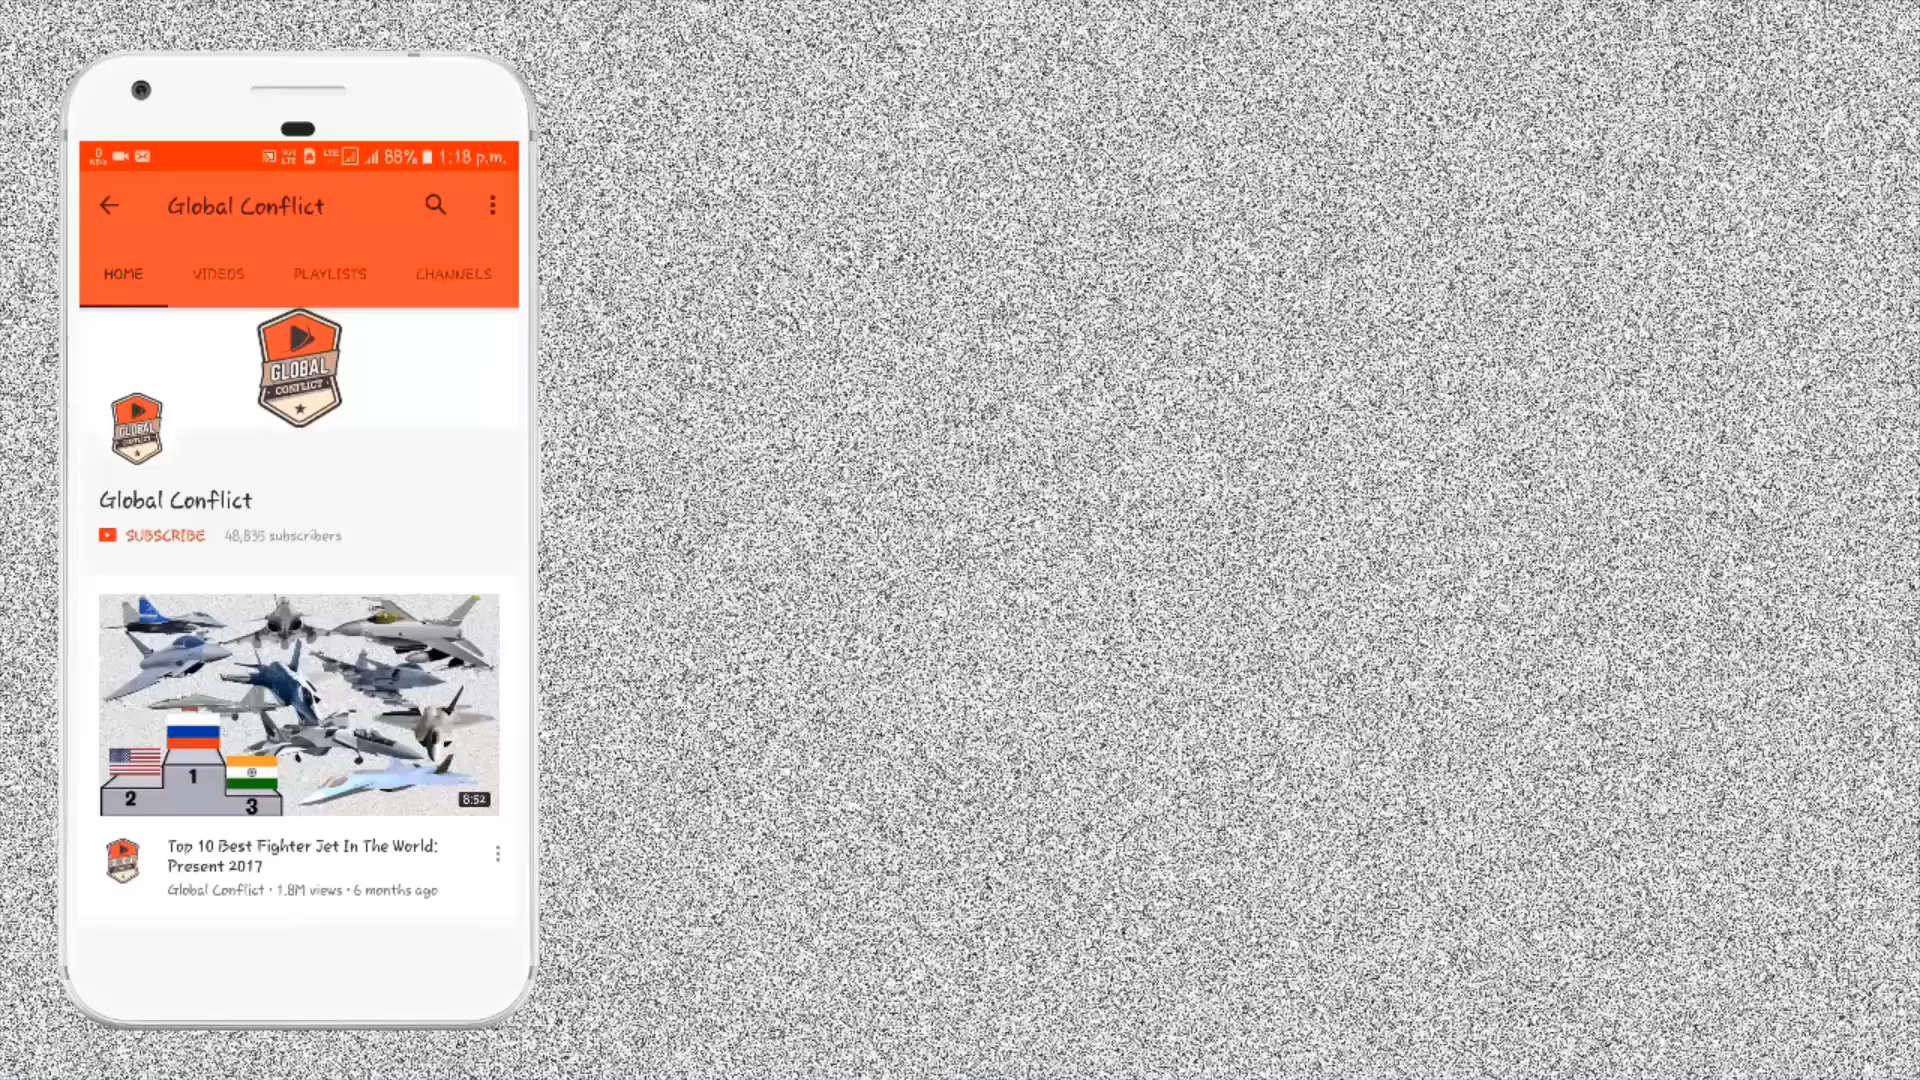 88% 1:18 p.m.
Global Conflict
HOME VIDEOS PLAYLISTS CHANNELS
GLOBAL
CONFLICT
GLOBAL
CONFLICT
Global Conflict
SUBSCRIBE 48,835 subscribers
1
2
3
8:52
Top 10 Best Fighter Jet In The World:
Present 2017
Global Conflict · 1.8M views · 6 months ago